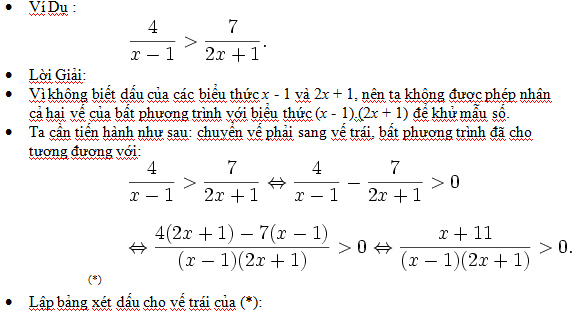 • Ví Dụ :
\frac{4}{x-1} > \frac{7}{2x+1}.
• Lời Giải:
• Vì không biết dấu của các biểu thức x - 1 và 2x + 1, nên ta không được phép nhân
cả hai vế của bất phương trình với biểu thức (x - 1).(2x + 1) để khử mẫu số.
• Ta cần tiến hành như sau: chuyển vế phải sang vế trái, bất phương trình đã cho
tương đương với:
\frac{4}{x-1} > \frac{7}{2x+1} ⇔ \frac{4}{x-1} - \frac{7}{2x+1} > 0
⇔ \frac{4(2x+1)-7(x-1)}{(x-1)(2x+1)} > 0 ⇔ \frac{x+11}{(x-1)(2x+1)} > 0.
(*)
• Lập bảng xét dấu cho vế trái của (*):